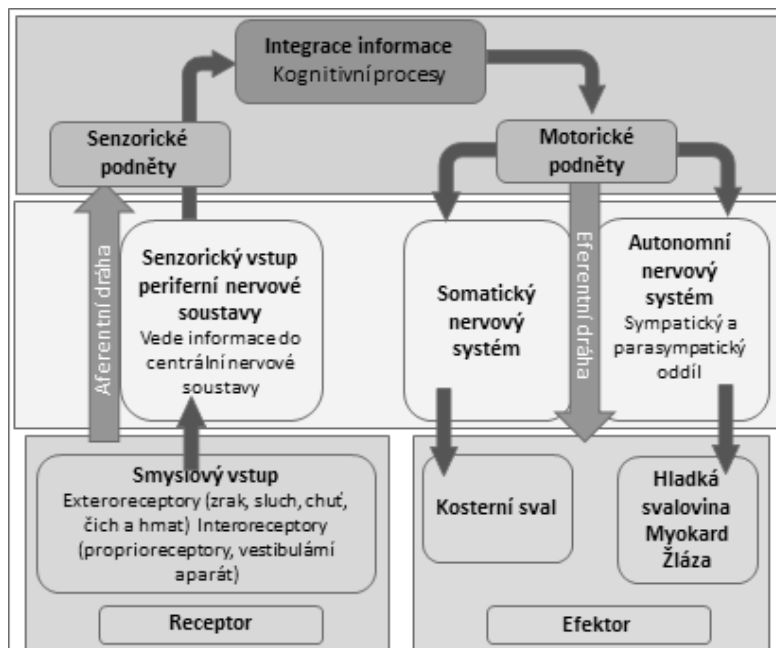 Integrace informace
Kognitivní procesy
Senzorické
podněty
Motorické
podněty
Aferentní dráha
Senzorický vstup
periferní nervové
soustavy
Vede informace do
centrální nervové
soustavy
Somatický
nervový
systém
Eferentní dráha
Autonomní
nervový
systém
Sympatický a
parasympatický
oddíl
Smyslový vstup
Exteroreceptory (zrak, sluch, chuť,
čich a hmat) Interoreceptory
(proprioreceptory, vestibulární
aparát)
Receptor
Kosterní sval
Hladká
svalovina
Myokard
Žláza
Efektor